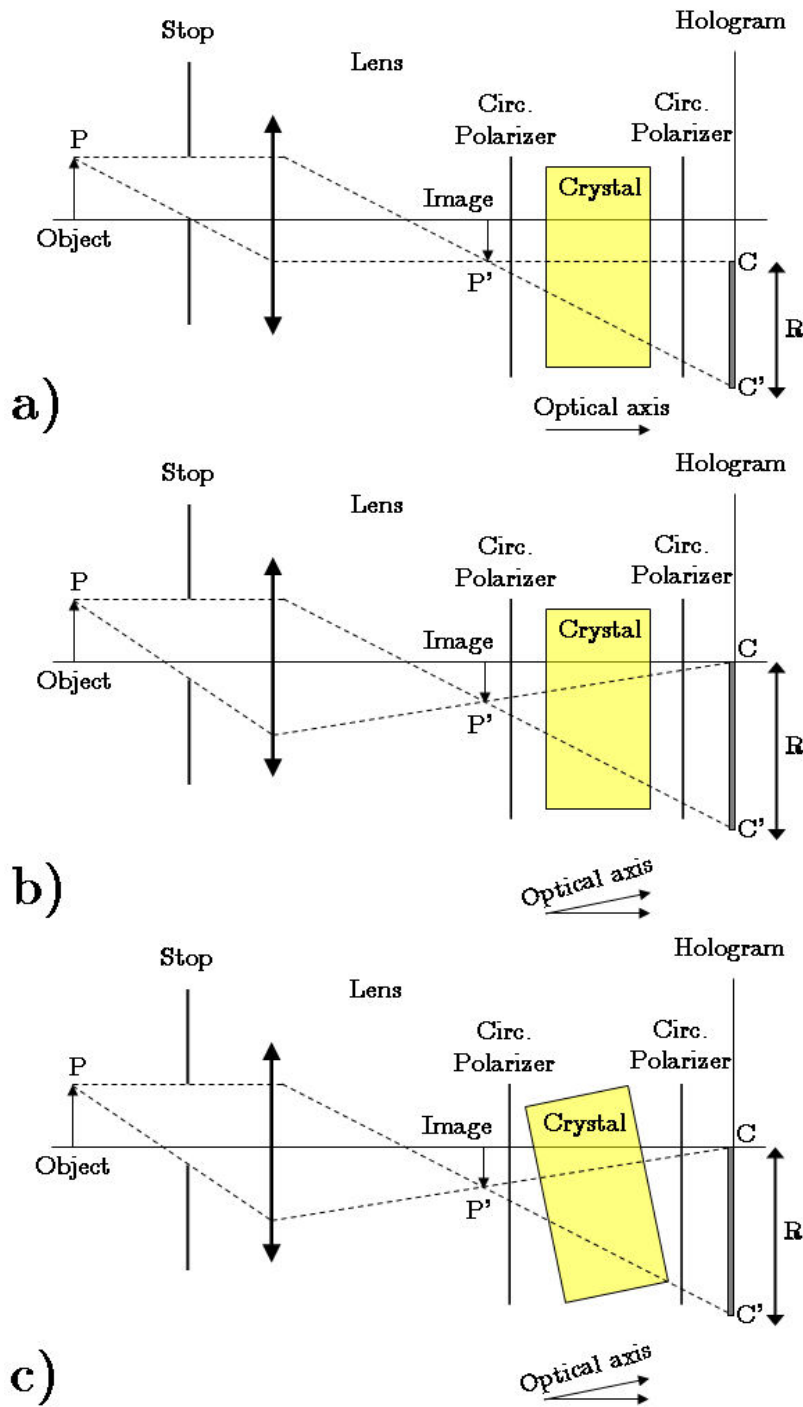 Hologram
Stop
Lens
Circ.
Polarizer
Circ.
Polarizer
P
Crystal
Image
Object
P'
C
R
C'
Optical axis
a)
Hologram
Stop
Lens
Circ.
Polarizer
Circ.
Polarizer
P
Crystal
Image
C
Object
P'
R
C'
Optical axis
b)
Hologram
Stop
Lens
Circ.
Polarizer
Circ.
Polarizer
P
Crystal
Image
C
Object
P'
R
C'
Optical axis
c)